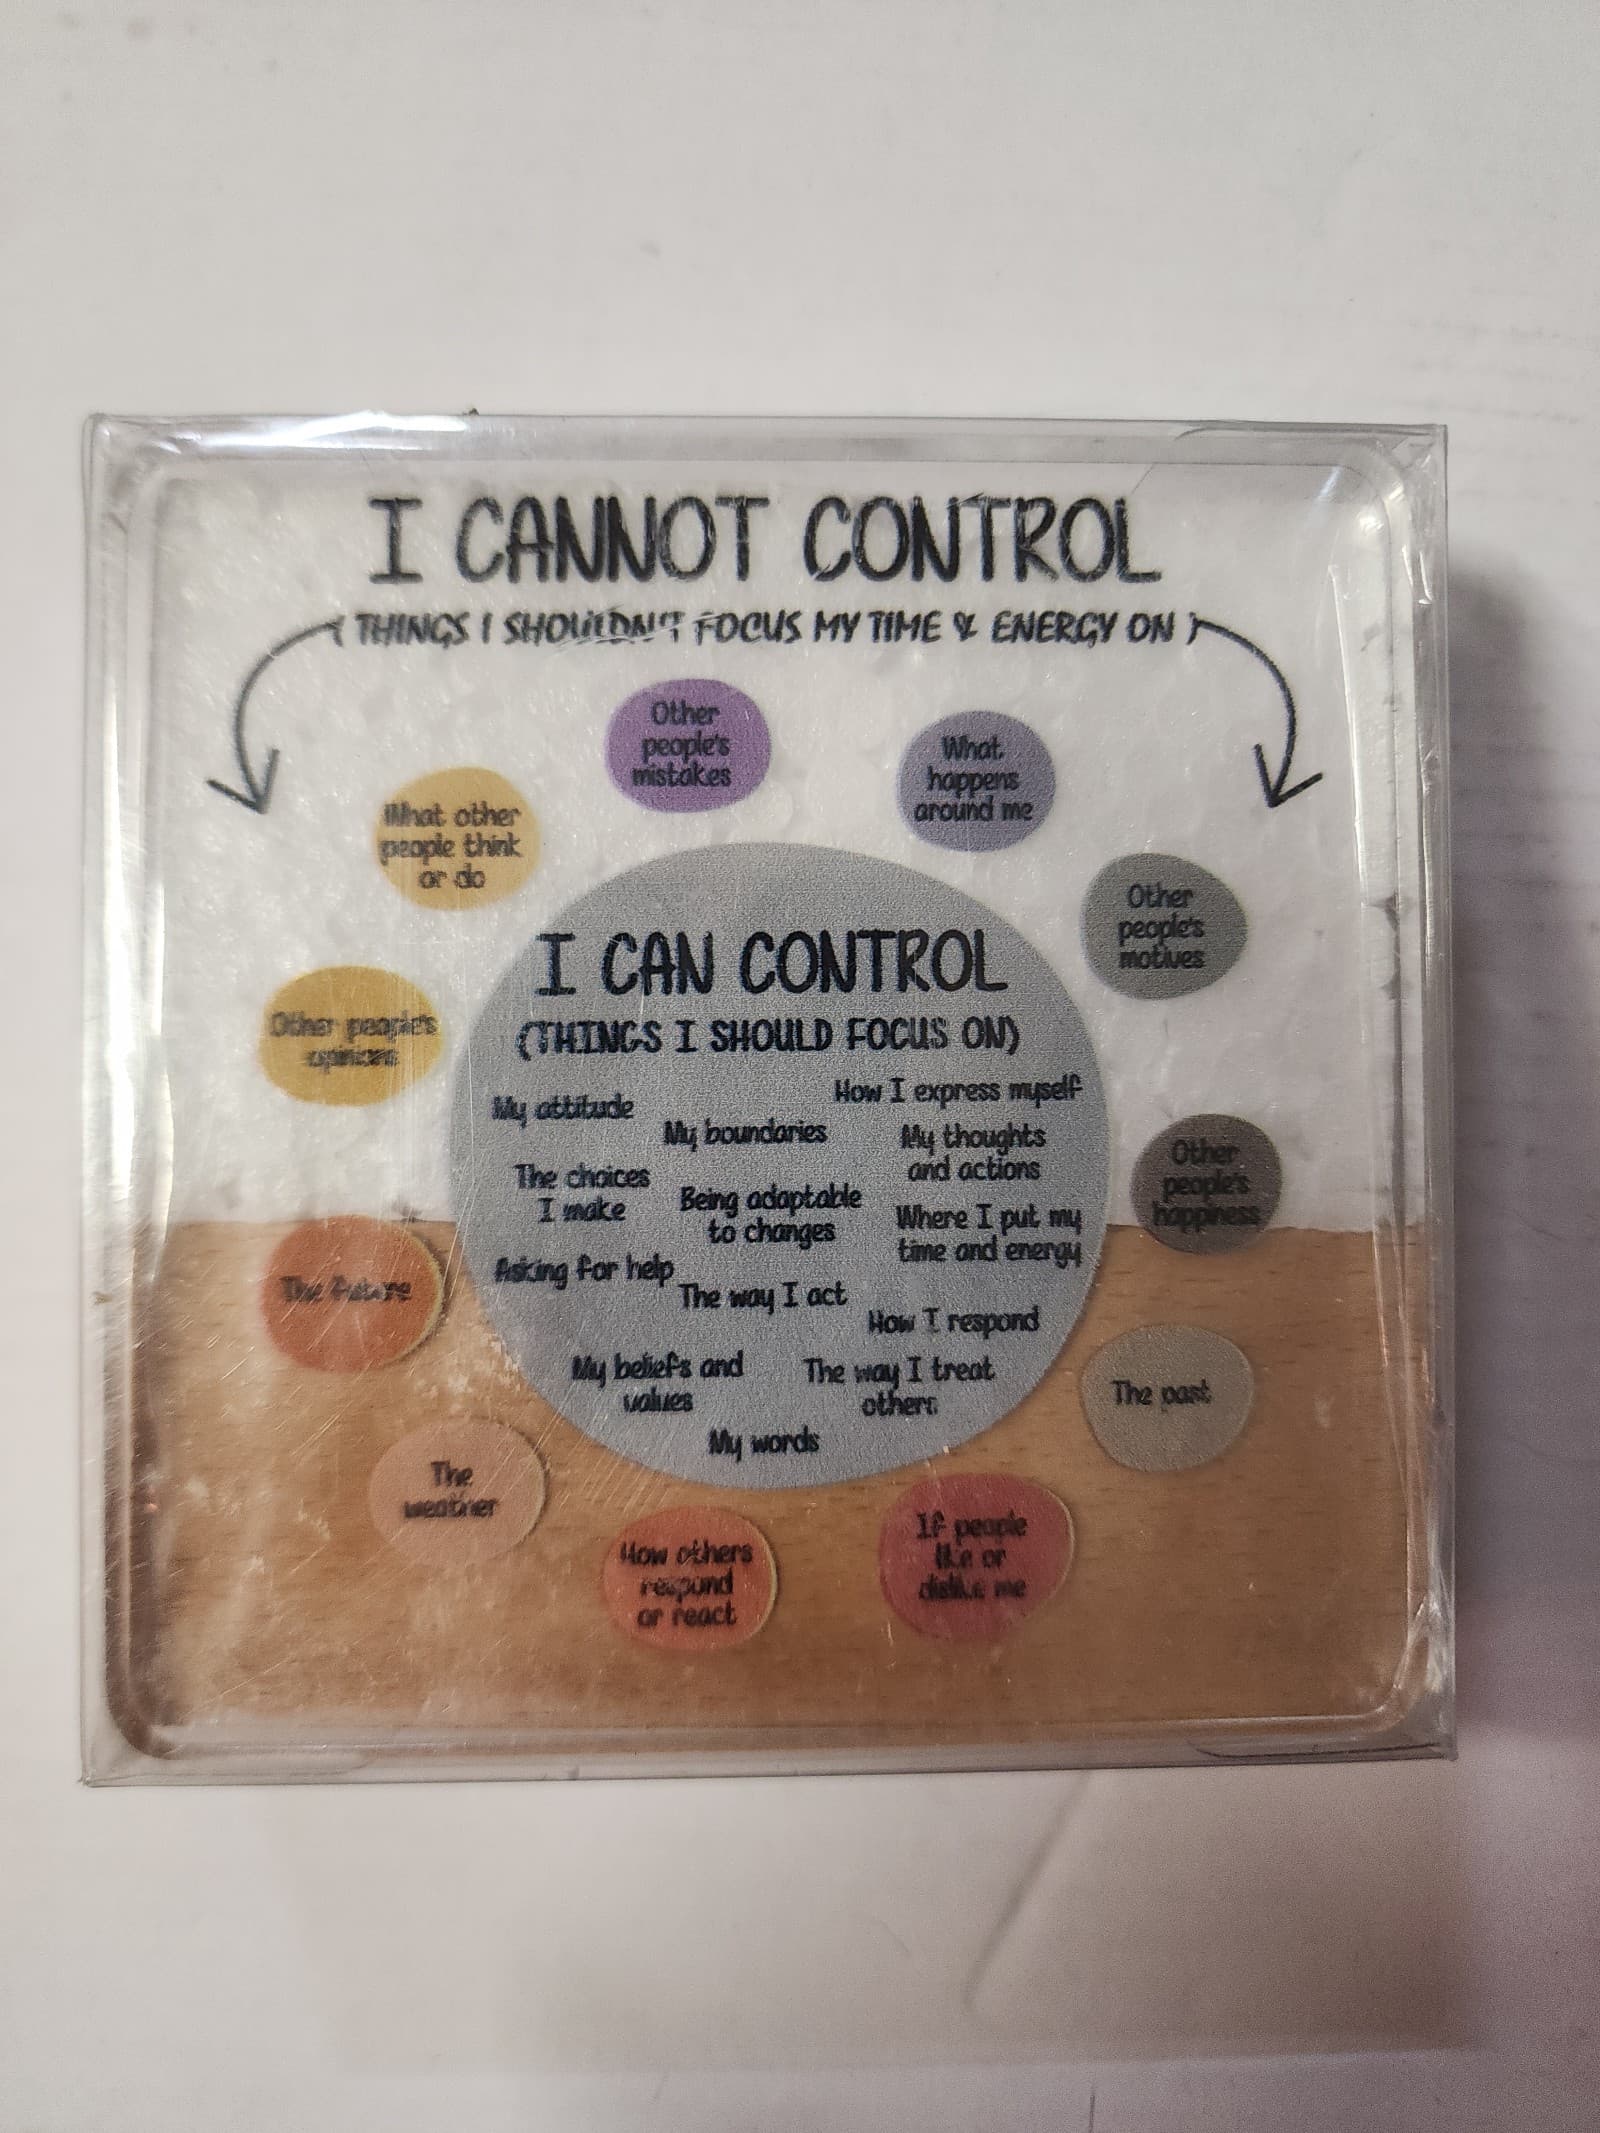 I CANNOT CONTROL
( THINGS I SHOULDN'T FOCUS MY TIME & ENERGY ON )
Other
people's
mistakes
What
happens
around me
What other
people think
or do
Other
people's
motives
Other people's
opinions
Other
people's
happiness
The future
The past
The
weather
How others
respond
or react
If people
like or
dislike me
I CAN CONTROL
(THINGS I SHOULD FOCUS ON)
How I express myself
My attitude
My boundaries
My thoughts
and actions
The choices
I make
Being adaptable
to changes
Where I put my
time and energy
Asking for help
The way I act
How I respond
My beliefs and
values
The way I treat
others
My words